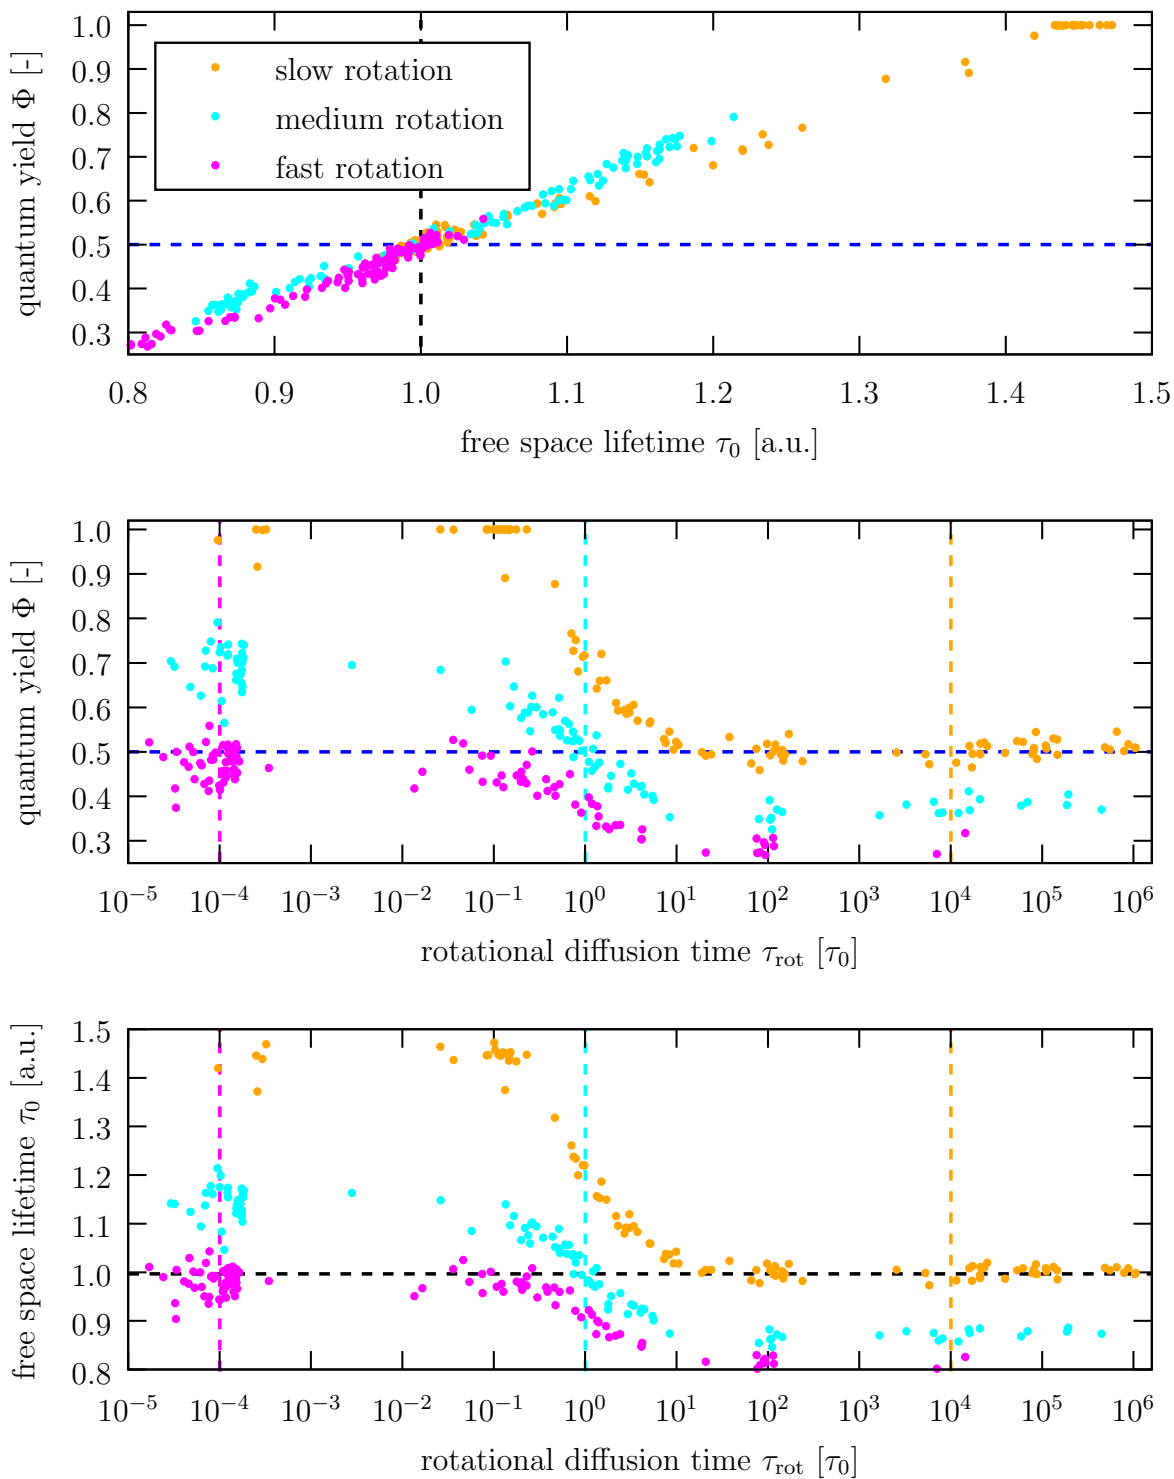 quantum yield Φ [-]
1.0
0.9
0.8
0.7
0.6
0.5
0.4
0.3
slow rotation
medium rotation
fast rotation
0.8 0.9 1.0 1.1 1.2 1.3 1.4 1.5
free space lifetime τ₀ [a.u.]
quantum yield Φ [-]
1.0
0.9
0.8
0.7
0.6
0.5
0.4
0.3
10⁻⁵ 10⁻⁴ 10⁻³ 10⁻² 10⁻¹ 10⁰ 10¹ 10² 10³ 10⁴ 10⁵ 10⁶
rotational diffusion time τ_rot [τ₀]
free space lifetime τ₀ [a.u.]
1.5
1.4
1.3
1.2
1.1
1.0
0.9
0.8
10⁻⁵ 10⁻⁴ 10⁻³ 10⁻² 10⁻¹ 10⁰ 10¹ 10² 10³ 10⁴ 10⁵ 10⁶
rotational diffusion time τ_rot [τ₀]